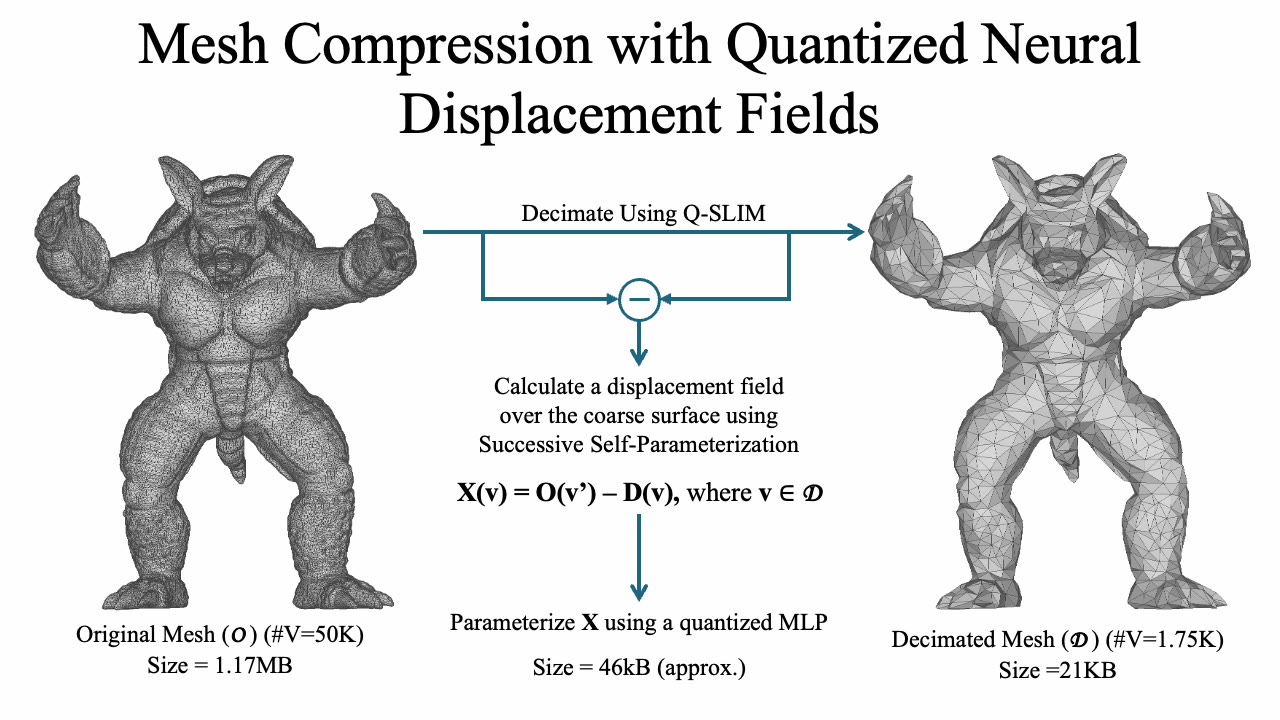 Mesh Compression with Quantized Neural
Displacement Fields
Decimate Using Q-SLIM
Calculate a displacement field
over the coarse surface using
Successive Self-Parameterization
X(v) = O(v’) – D(v), where v ∈ 𝓓
Parameterize X using a quantized MLP
Size = 46kB (approx.)
Original Mesh (𝑶) (#V=50K)
Size = 1.17MB
Decimated Mesh (𝓓) (#V=1.75K)
Size =21KB